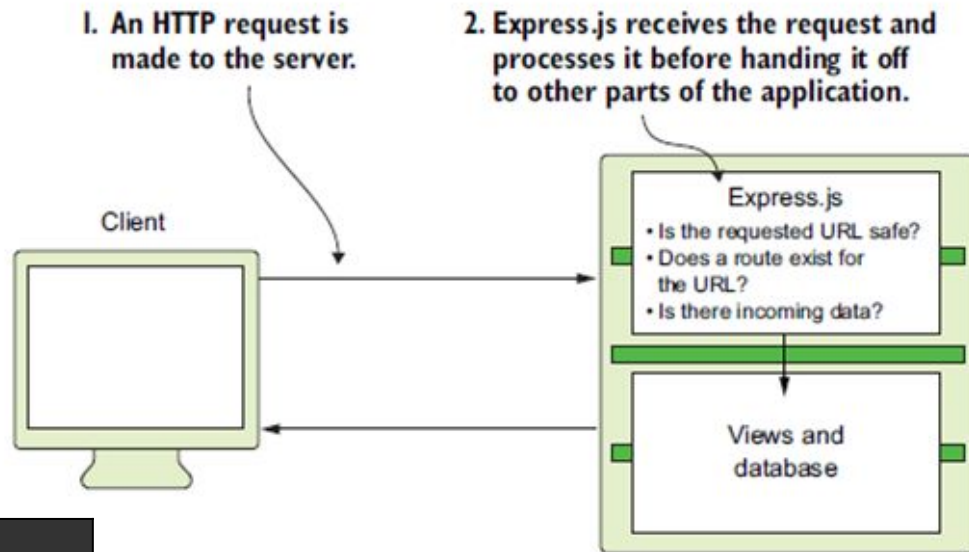 1. An HTTP request is
made to the server.
2. Express.js receives the request and
processes it before handing it off
to other parts of the application.
Client
Express.js
• Is the requested URL safe?
• Does a route exist for
the URL?
• Is there incoming data?
Views and
database